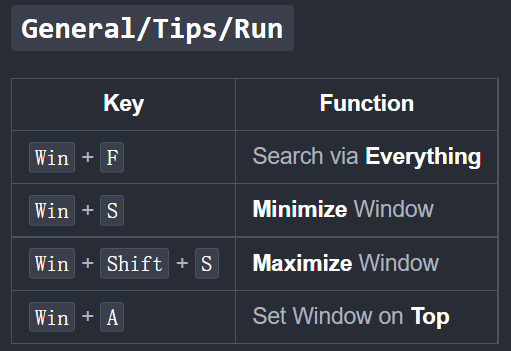 General/Tips/Run
Key Function
Win + F Search via Everything
Win + S Minimize Window
Win + Shift + S Maximize Window
Win + A Set Window on Top